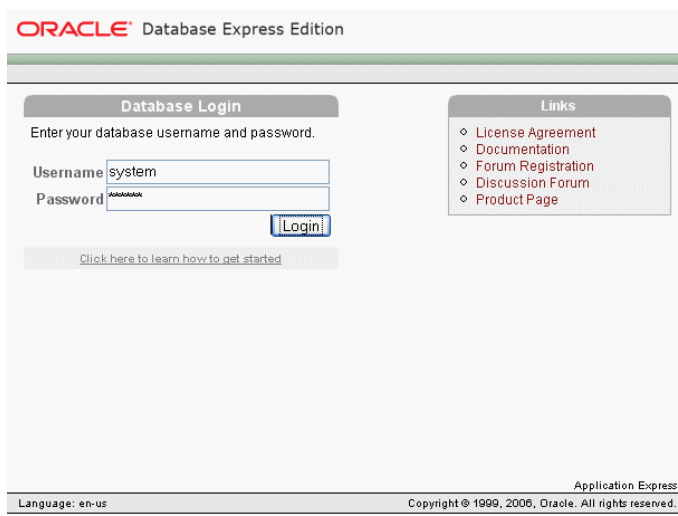 ORACLE Database Express Edition
Database Login
Enter your database username and password.
Username system
Password ******
Login
Click here to learn how to get started
Links
License Agreement
Documentation
Forum Registration
Discussion Forum
Product Page
Application Express
Language: en-us
Copyright © 1999, 2006, Oracle. All rights reserved.